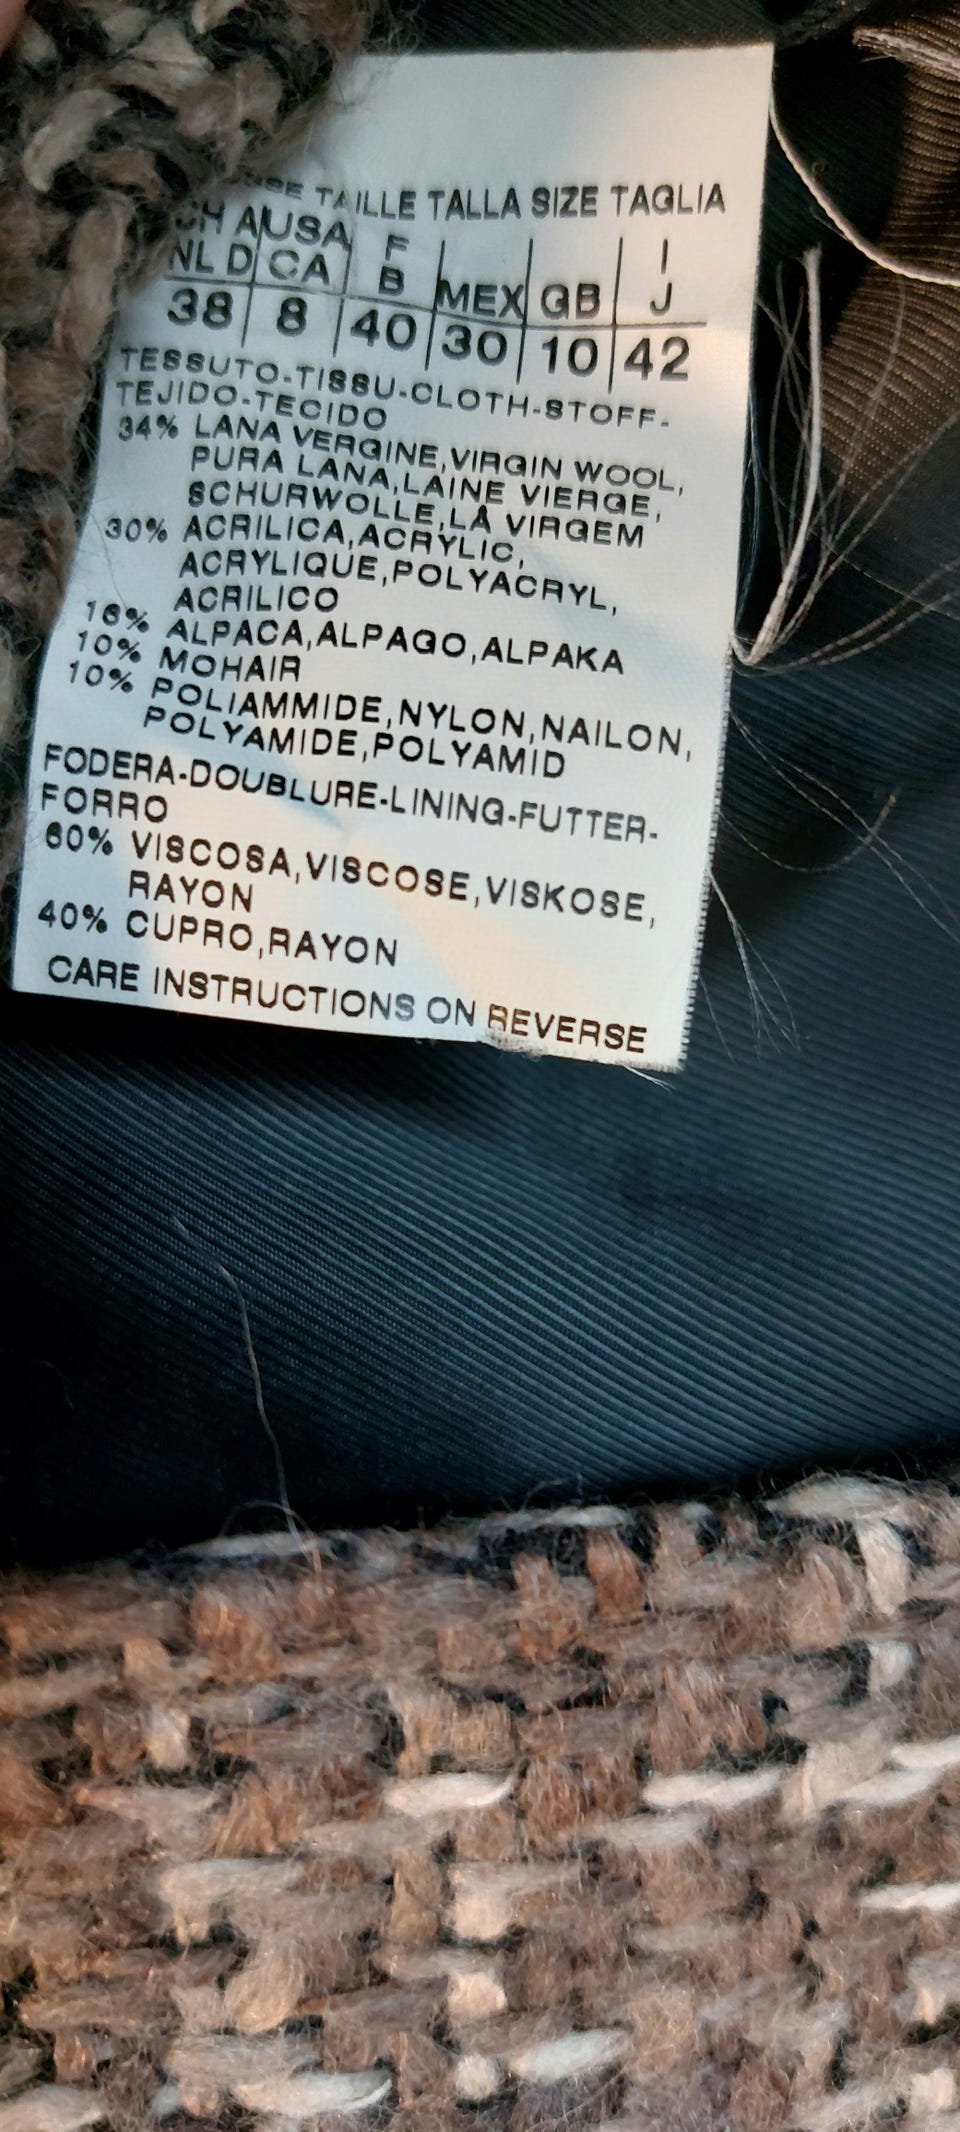 TAILLE TALLA SIZE TAGLIA
CH A USA F I
NL D CA B MEX GB J
38 8 40 30 10 42
TESSUTO-TISSU-CLOTH-STOFF-
TEJIDO-TECIDO
34% LANA VERGINE,VIRGIN WOOL,
PURA LANA,LAINE VIERGE,
SCHURWOLLE,LÂ VIRGEM
30% ACRILICA,ACRYLIC,
ACRYLIQUE,POLYACRYL,
ACRILICO
16% ALPACA,ALPAGO,ALPAKA
10% MOHAIR
10% POLIAMMIDE,NYLON,NAILON,
POLYAMIDE,POLYAMID
FODERA-DOUBLURE-LINING-FUTTER-
FORRO
60% VISCOSA,VISCOSE,VISKOSE,
RAYON
40% CUPRO,RAYON
CARE INSTRUCTIONS ON REVERSE